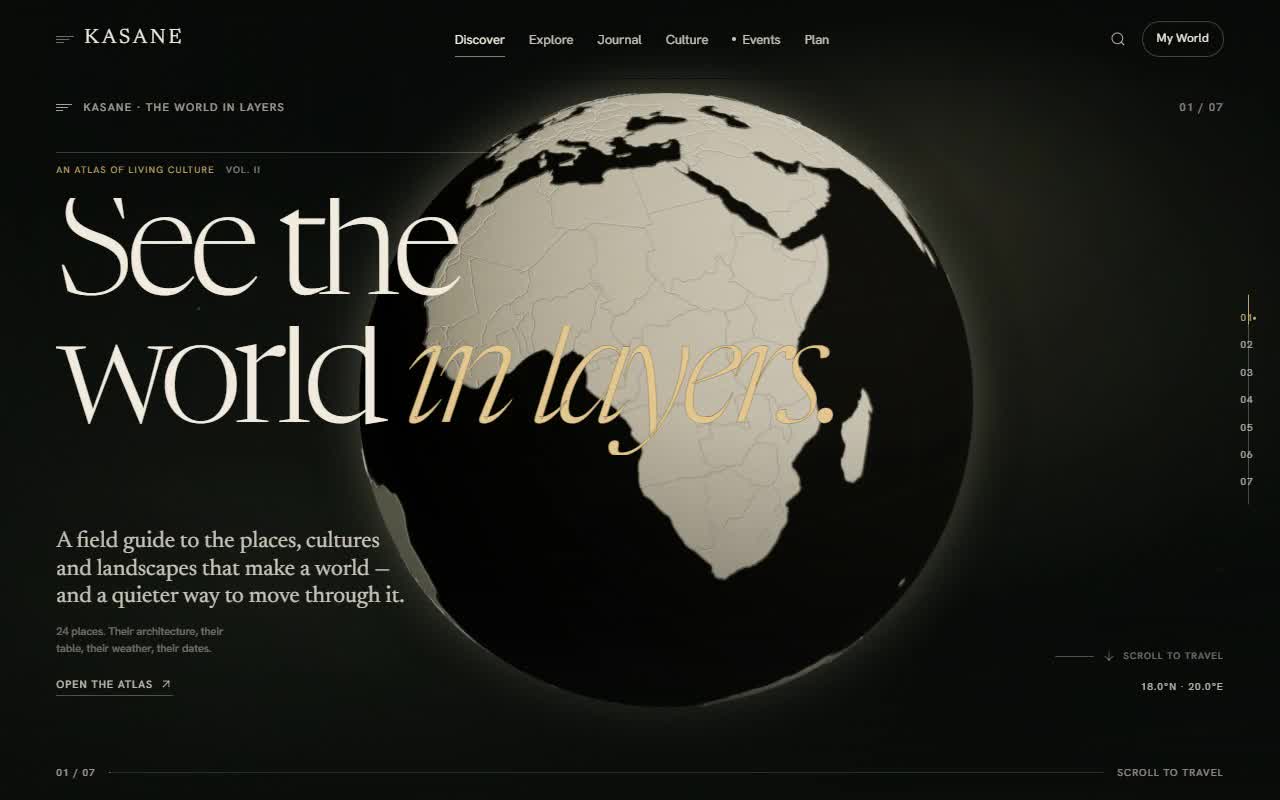 KASANE
Discover Explore Journal Culture • Events Plan
My World
KASANE · THE WORLD IN LAYERS
01 / 07
AN ATLAS OF LIVING CULTURE VOL. II
See the
world in layers.
01
02
03
04
05
06
07
A field guide to the places, cultures
and landscapes that make a world —
and a quieter way to move through it.
24 places. Their architecture, their
table, their weather, their dates.
OPEN THE ATLAS
SCROLL TO TRAVEL
18.0°N · 20.0°E
01 / 07
SCROLL TO TRAVEL